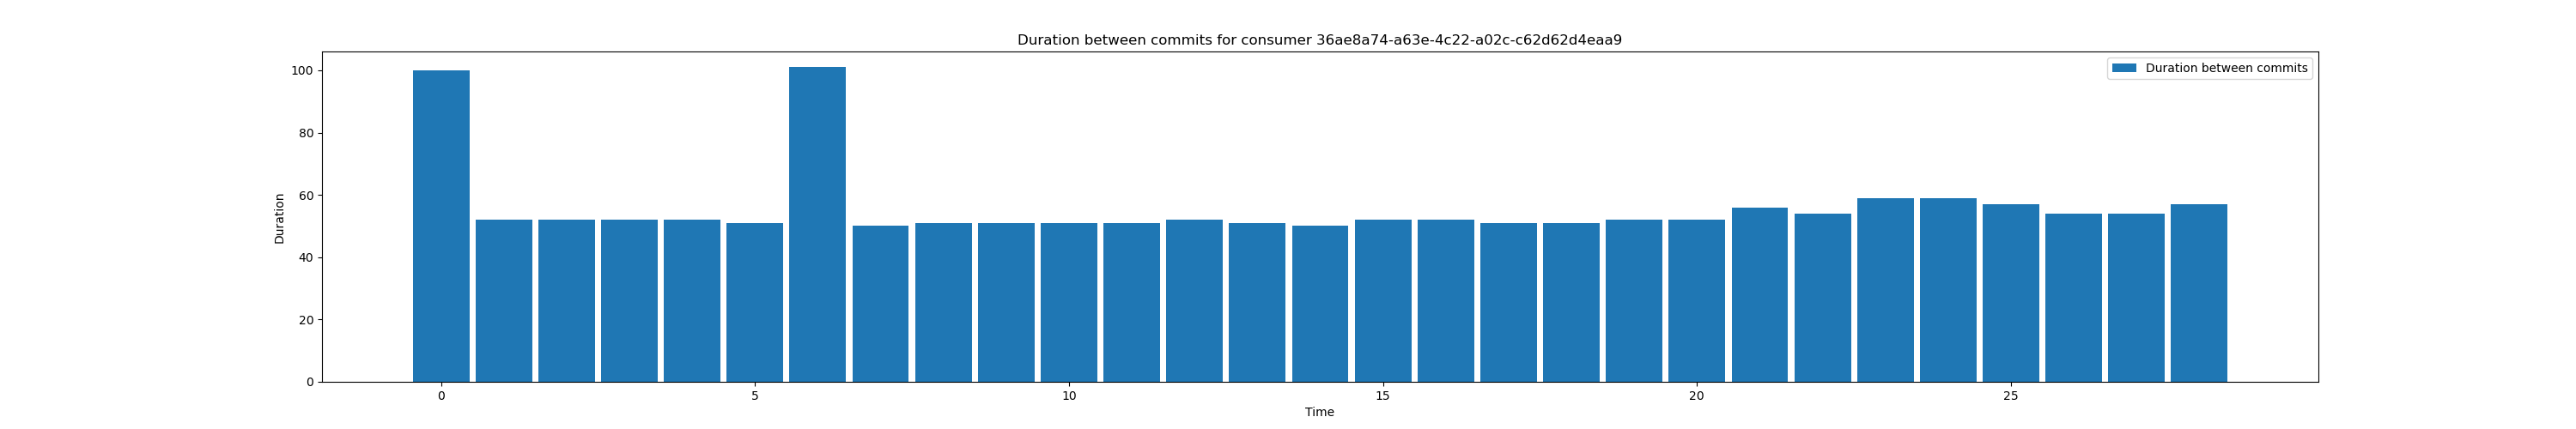 Duration between commits for consumer 36ae8a74-a63e-4c22-a02c-c62d62d4eaa9
Duration between commits
100
80
60
40
20
0
Duration
0 5 10 15 20 25
Time